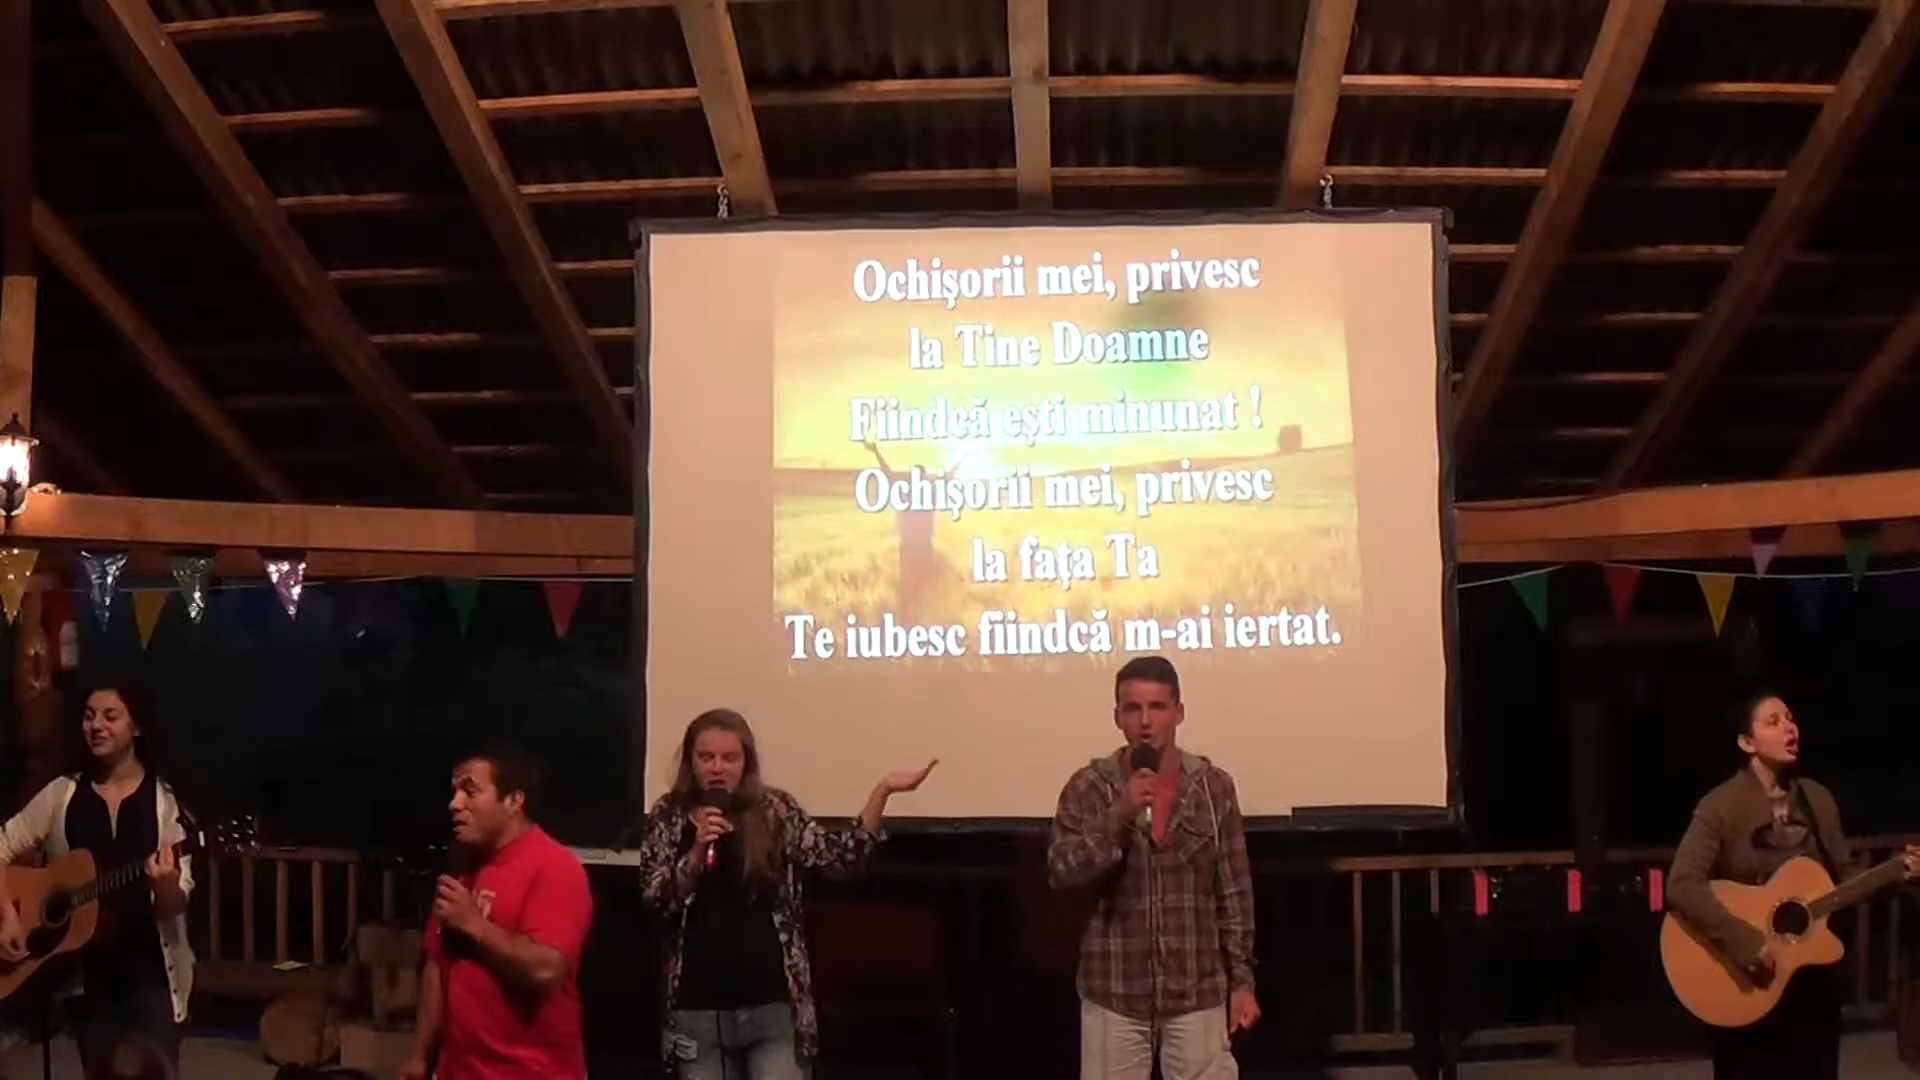 Ochişorii mei, privesc
la Tine Doamne
Fiindcă eşti minunat !
Ochişorii mei, privesc
la faţa Ta
Te iubesc fiindcă m-ai iertat.